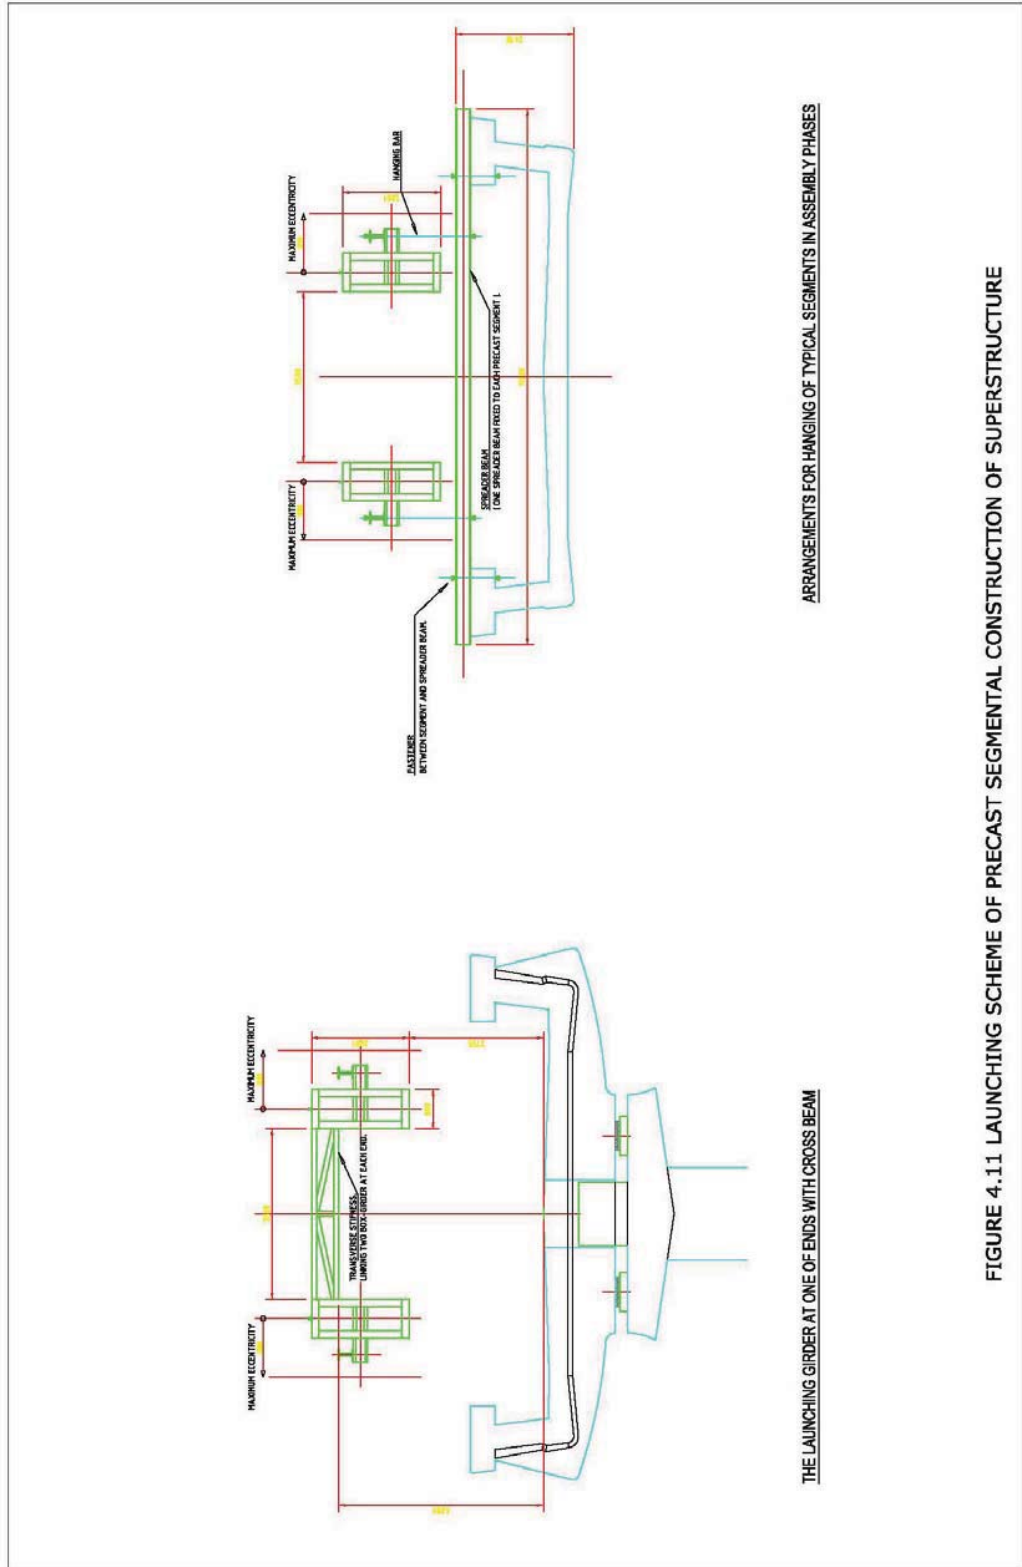 MAXIMUM ECCENTRICITY
MAXIMUM ECCENTRICITY
TRANSVERSE STIFNESS,
LINKING TWO BOX-GIRDER AT EACH END.
THE LAUNCHING GIRDER AT ONE OF ENDS WITH CROSS BEAM
MAXIMUM ECCENTRICITY
MAXIMUM ECCENTRICITY
HANGING BAR
FASTENER
BETWEEN SEGMENT AND SPREADER BEAM.
SPREADER BEAM
( ONE SPREADER BEAM FIXED TO EACH PRECAST SEGMENT ).
ARRANGEMENTS FOR HANGING OF TYPICAL SEGMENTS IN ASSEMBLY PHASES
FIGURE 4.11 LAUNCHING SCHEME OF PRECAST SEGMENTAL CONSTRUCTION OF SUPERSTRUCTURE